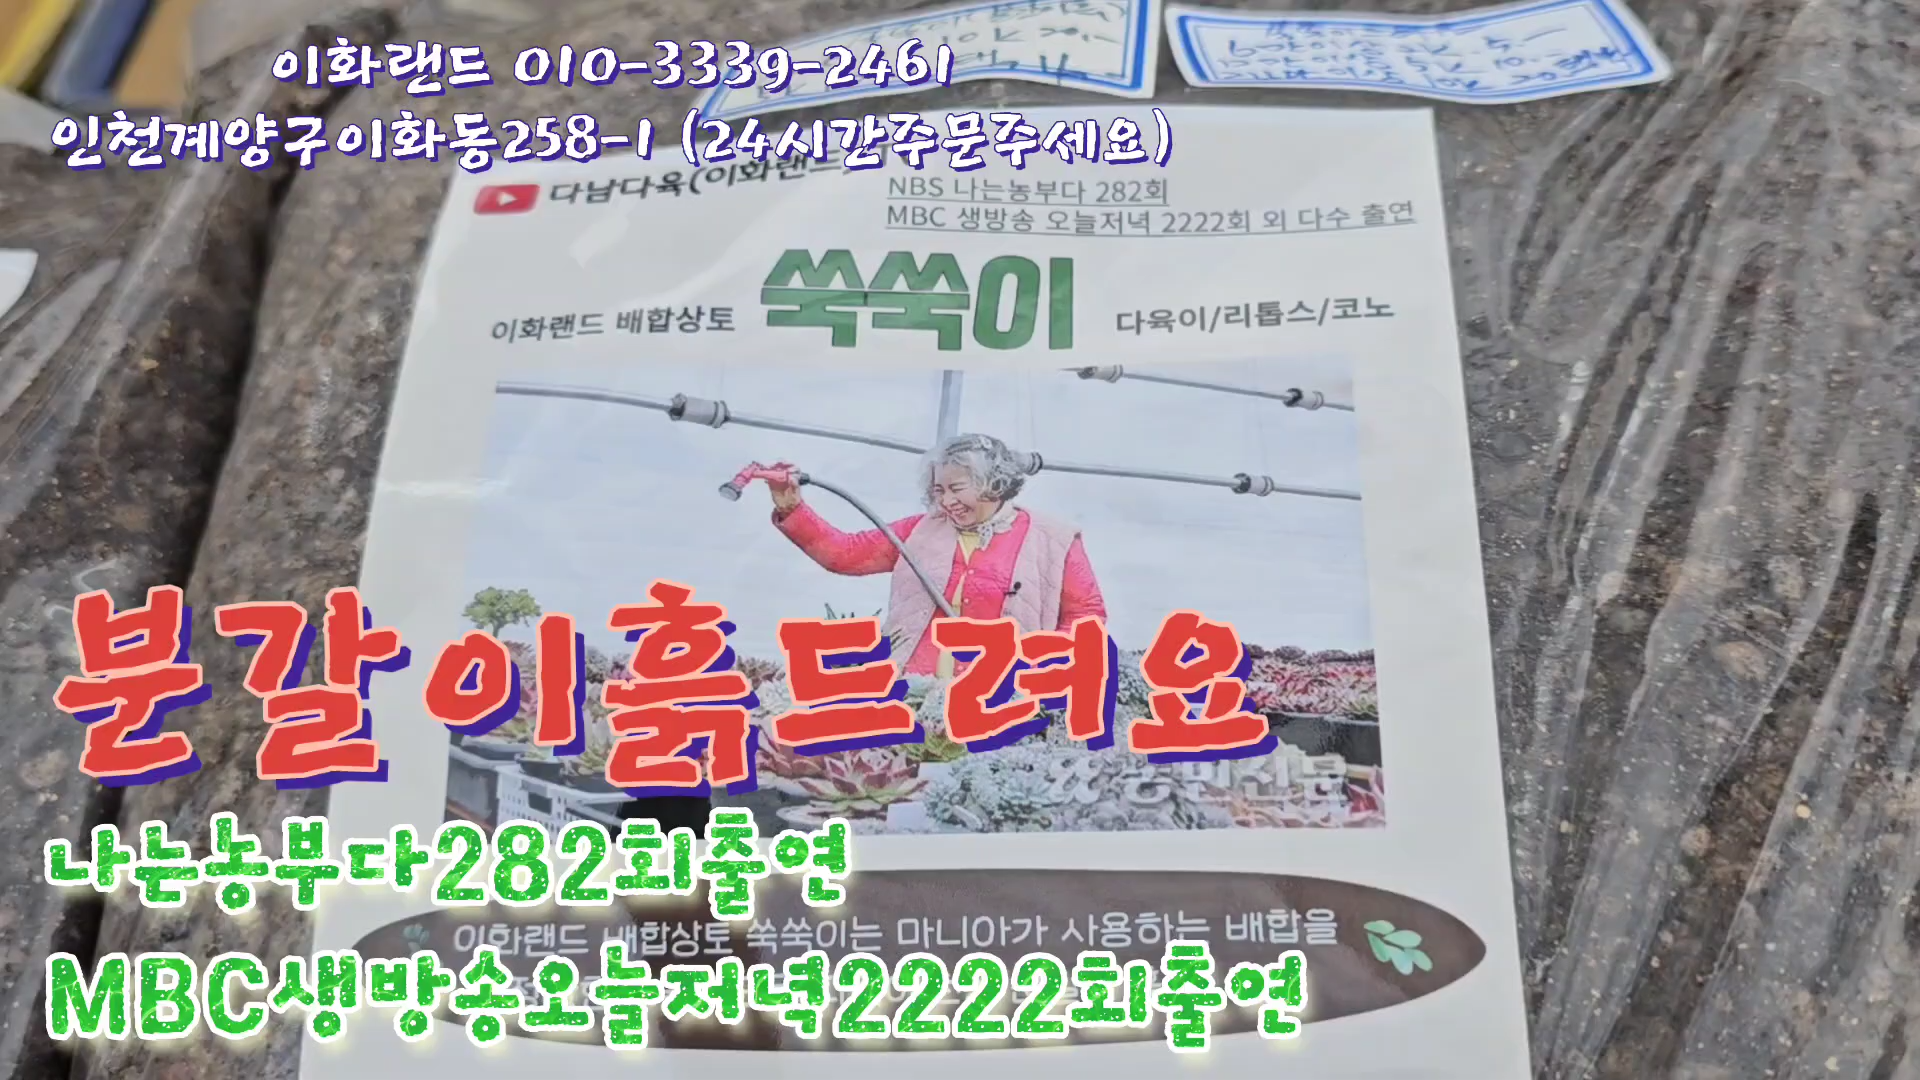 이화랜드 010-3339-2461
인천계양구이화동258-1 (24시간주문주세요)
다남다육(이화랜드)
NBS 나는농부다 282회
MBC 생방송 오늘저녁 2222회 외 다수 출연
이화랜드 배합상토 쑥쑥이 다육이/리톱스/코노
분갈이흙드려요
농민신문
나는농부다282회출연
이화랜드 배합상토 쑥쑥이는 마니아가 사용하는 배합을
MBC생방송오늘저녁2222회출연